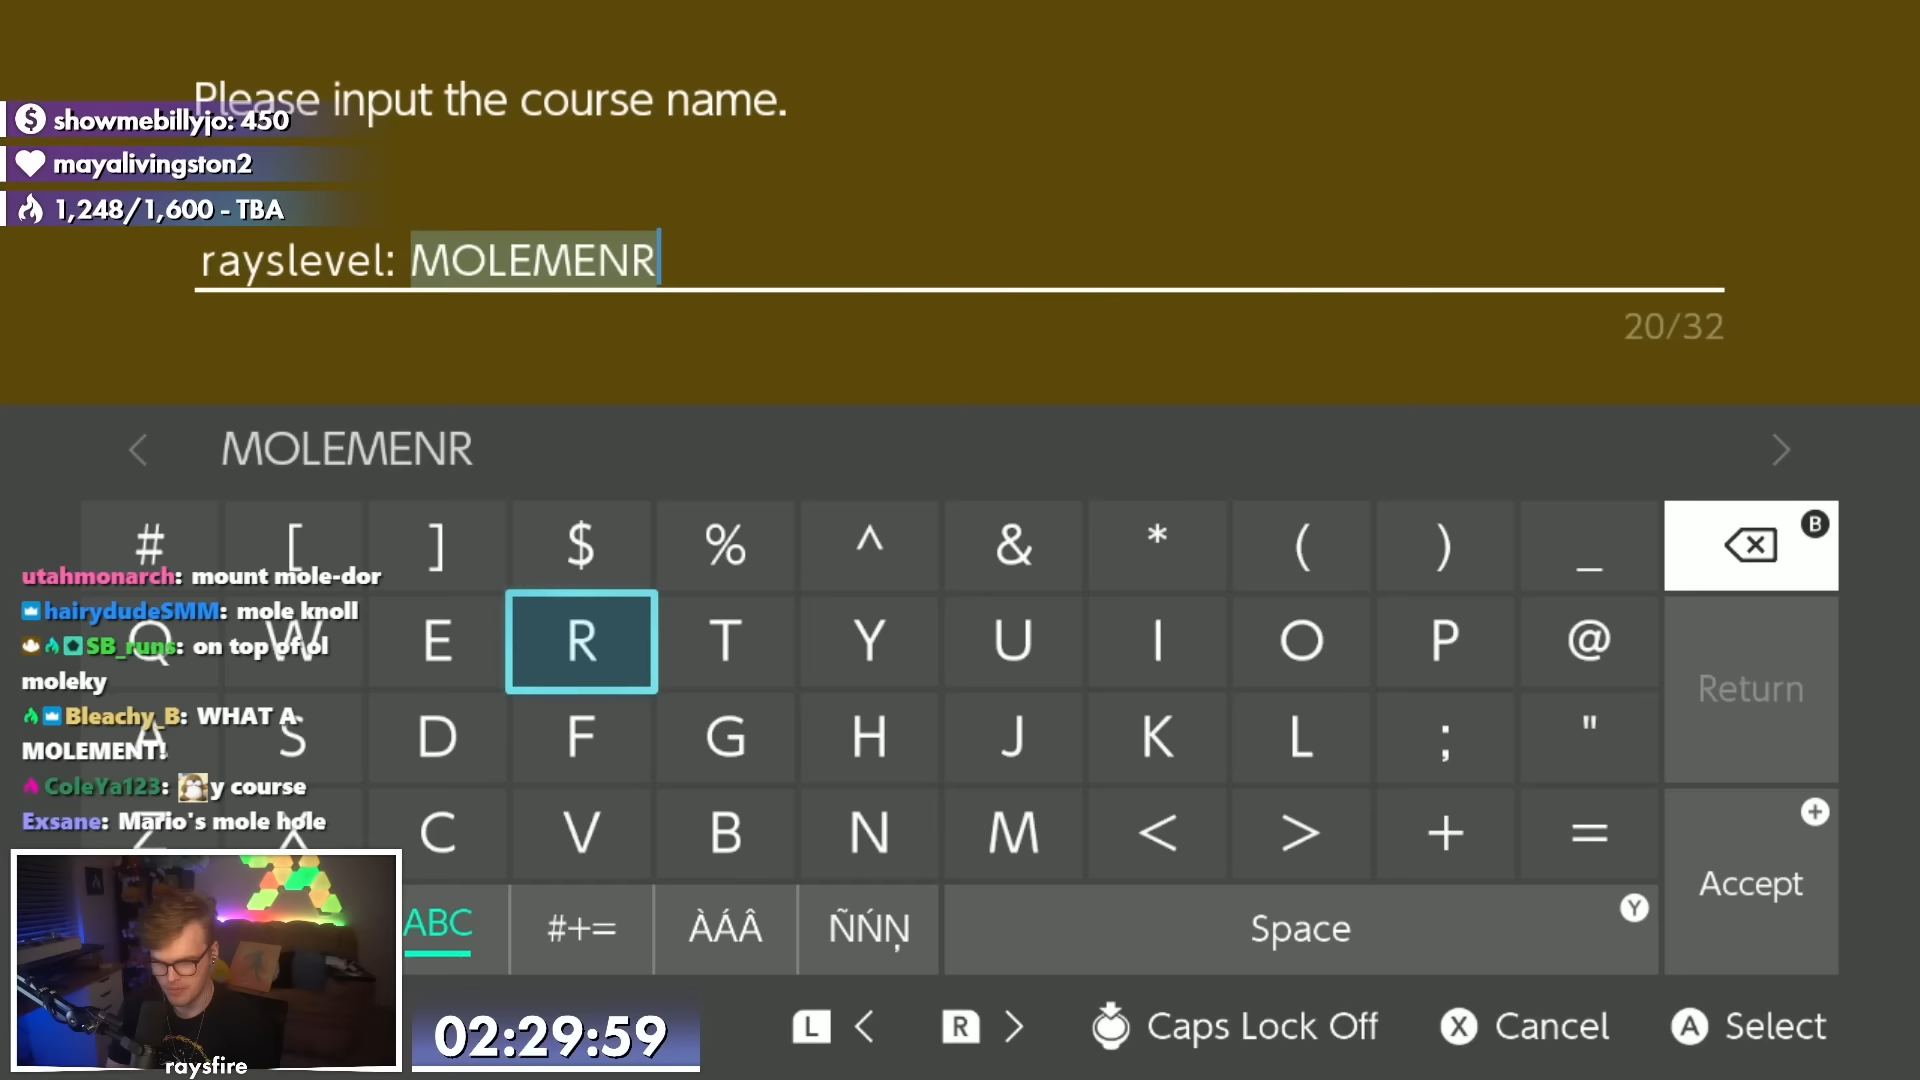 Please input the course name.
showmebillyjo: 450
mayalivingston2
1,248/1,600 - TBA
rayslevel: MOLEMENR
20/32
< MOLEMENR >
# [ ] $ % ^ & * ( ) _ B
Q W E R T Y U I O P @ Return
A S D F G H J K L ; "
Z X C V B N M < > + = + Accept
ABC #+= ÀÁÂ ÑŃŅ Space Y
utahmonarch: mount mole-dor
hairydudeSMM: mole knoll
SB_runs: on top of ol
moleky
Bleachy_B: WHAT A
MOLEMENT!
ColeYa123: y course
Exsane: Mario's mole hole
raysfire
02:29:59
L < R > Caps Lock Off X Cancel A Select